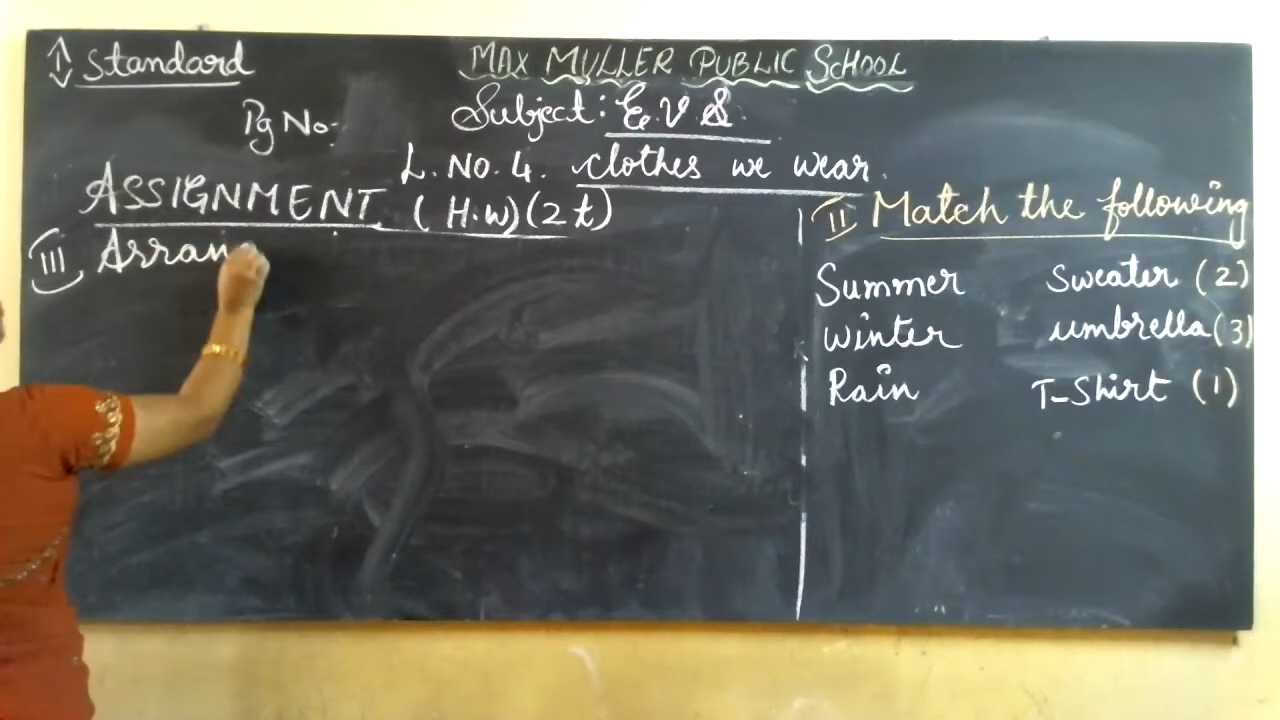 I Standard
MAX MULLER PUBLIC SCHOOL
Pg No:-
Subject: E.V.S.
L. NO. 4. clothes we wear.
ASSIGNMENT (H.W)(2t)
III Arran
II Match the following
Summer Sweater (2)
Winter umbrella (3)
Rain T-Shirt (1)